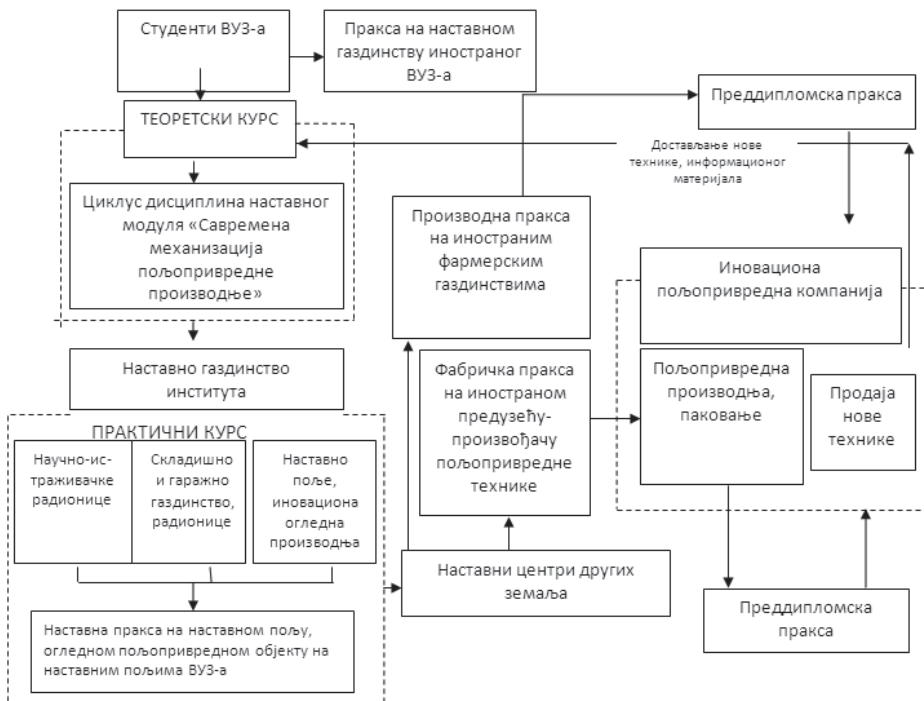 Студенти ВУЗ-а
Пракса на наставном
газдинству иностраног
ВУЗ-а
Преддипломска пракса
ТЕОРЕТСКИ КУРС
Достављање нове
технике, информационог
материјала
Циклус дисциплина наставног
модула «Савремена
механизација
пољопривредне
производње»
Производна пракса
на иностраним
фармерским
газдинствима
Иновациона
пољопривредна компанија
Наставно газдинство
института
Фабричка пракса
на иностраном
предузећу-
произвођачу
пољопривредне
технике
Пољопривредна
производња,
паковање
Продаја
нове
технике
ПРАКТИЧНИ КУРС
Научно-ис-
траживачке
радионице
Складишно
и гаражно
газдинство,
радионице
Наставно
поље,
иновациона
огледна
производња
Наставни центри других
земаља
Преддипломска
пракса
Наставна пракса на наставном пољу,
огледном пољопривредном објекту на
наставним пољима ВУЗ-а